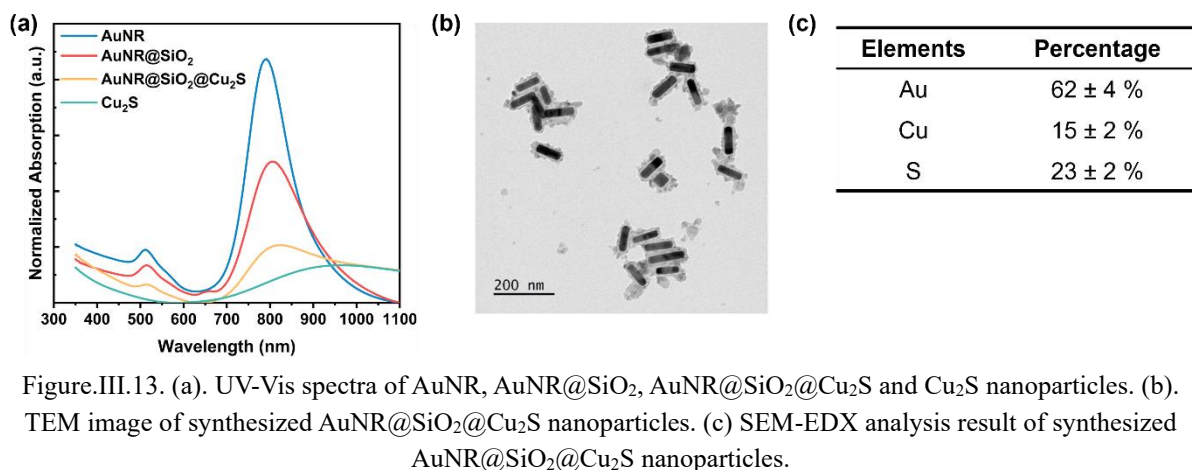 (a)
AuNR
AuNR@SiO₂
AuNR@SiO₂@Cu₂S
Cu₂S
Normalized Absorption (a.u.)
300 400 500 600 700 800 900 1000 1100
Wavelength (nm)
(b)
200 nm
(c)
Elements Percentage
Au 62 ± 4 %
Cu 15 ± 2 %
S 23 ± 2 %
Figure.III.13. (a). UV-Vis spectra of AuNR, AuNR@SiO₂, AuNR@SiO₂@Cu₂S and Cu₂S nanoparticles. (b).
TEM image of synthesized AuNR@SiO₂@Cu₂S nanoparticles. (c) SEM-EDX analysis result of synthesized
AuNR@SiO₂@Cu₂S nanoparticles.